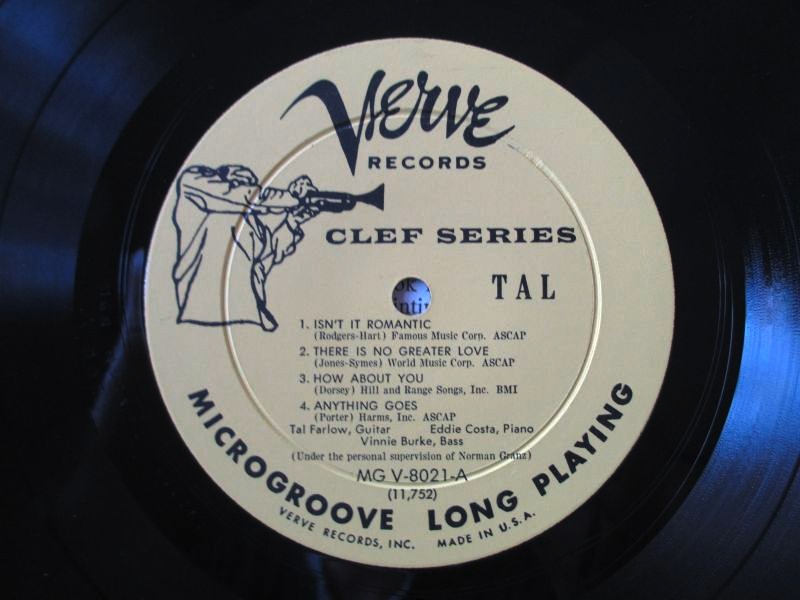 Verve
RECORDS
CLEF SERIES
TAL
1. ISN'T IT ROMANTIC
(Rodgers-Hart) Famous Music Corp. ASCAP
2. THERE IS NO GREATER LOVE
(Jones-Symes) World Music Corp. ASCAP
3. HOW ABOUT YOU
(Dorsey) Hill and Range Songs, Inc. BMI
4. ANYTHING GOES
(Porter) Harms, Inc. ASCAP
Tal Farlow, Guitar Eddie Costa, Piano
Vinnie Burke, Bass
(Under the personal supervision of Norman Granz)
MG V-8021-A
(11,752)
MICROGROOVE LONG PLAYING
VERVE RECORDS, INC. MADE IN U.S.A.